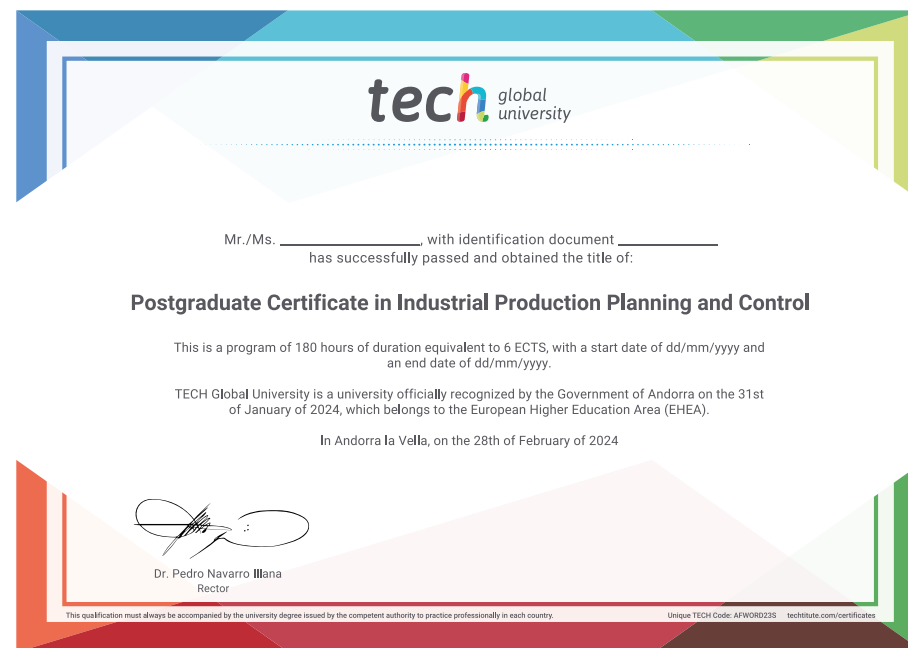 tech global
university
Mr./Ms. ____________, with identification document ____________
has successfully passed and obtained the title of:
Postgraduate Certificate in Industrial Production Planning and Control
This is a program of 180 hours of duration equivalent to 6 ECTS, with a start date of dd/mm/yyyy and
an end date of dd/mm/yyyy.
TECH Global University is a university officially recognized by the Government of Andorra on the 31st
of January of 2024, which belongs to the European Higher Education Area (EHEA).
In Andorra la Vella, on the 28th of February of 2024
Dr. Pedro Navarro Illana
Rector
This qualification must always be accompanied by the university degree issued by the competent authority to practice professionally in each country. Unique TECH Code: AFWORD23S techtitute.com/certificates